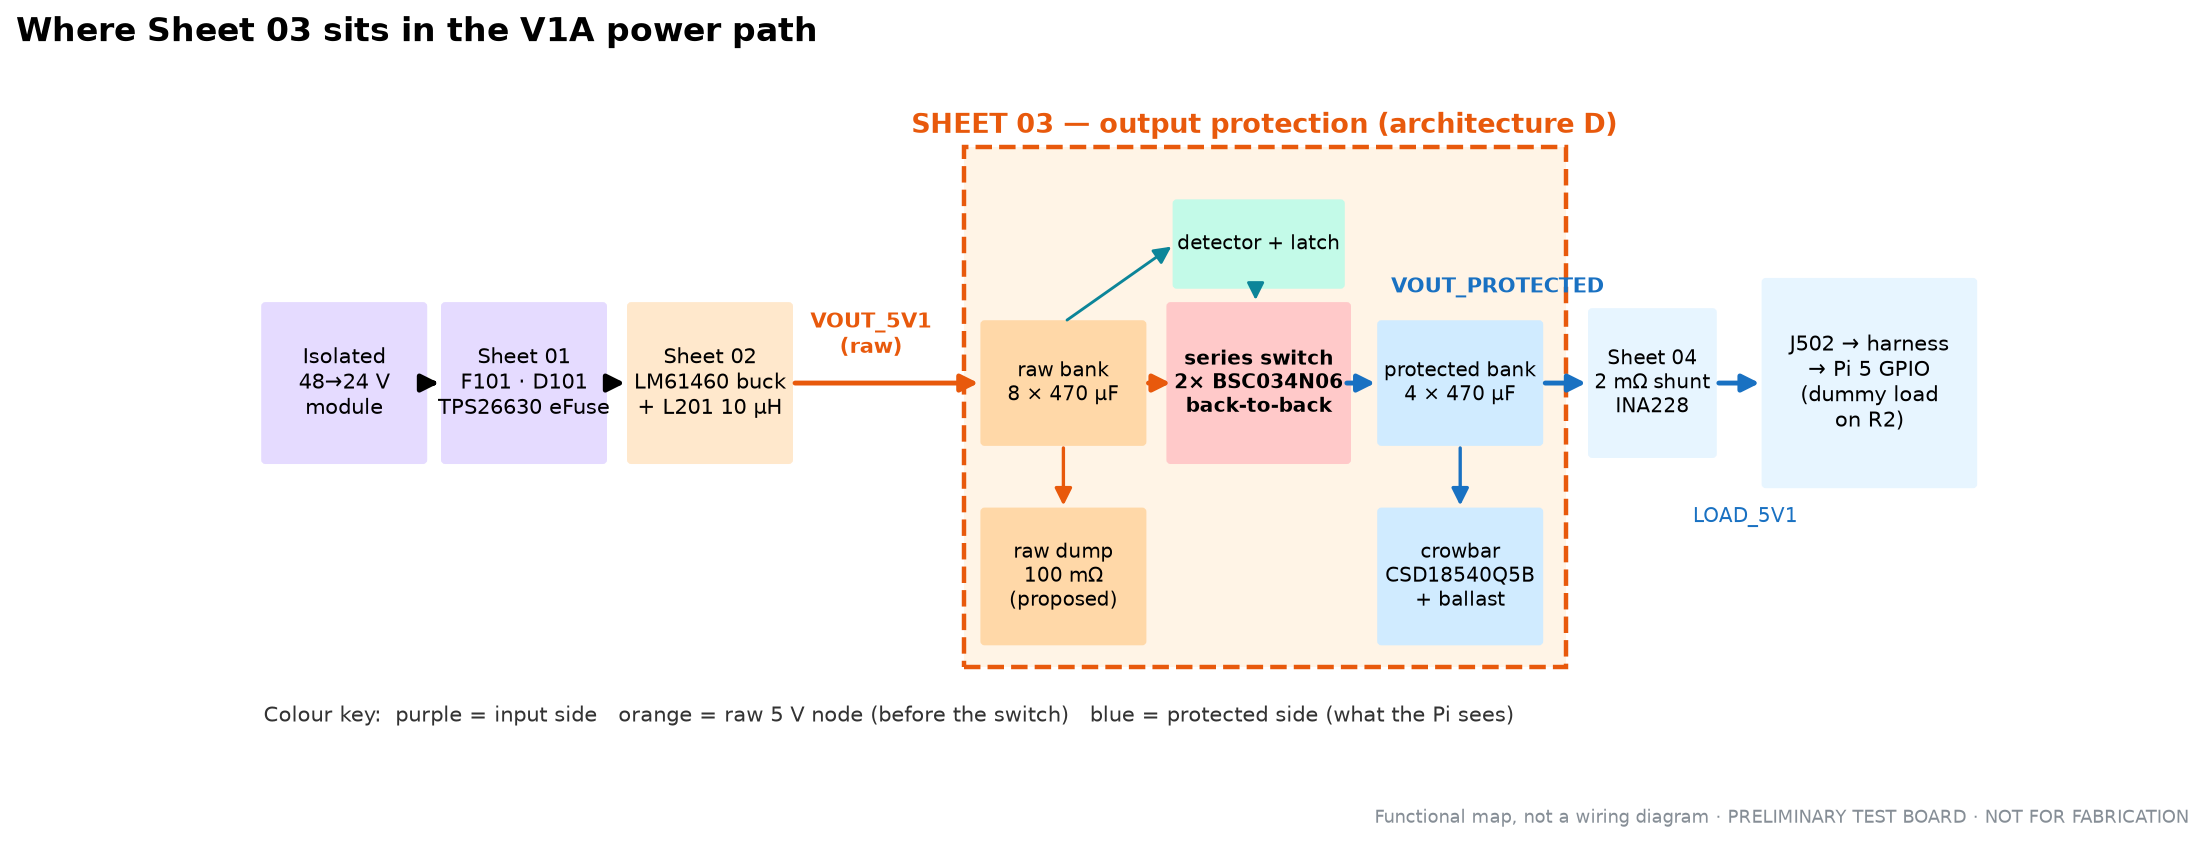 Where Sheet 03 sits in the V1A power path
SHEET 03 — output protection (architecture D)
detector + latch
VOUT_PROTECTED
VOUT_5V1
(raw)
Isolated
48→24 V
module
Sheet 01
F101 · D101
TPS26630 eFuse
Sheet 02
LM61460 buck
+ L201 10 µH
raw bank
8 × 470 µF
series switch
2× BSC034N06
back-to-back
protected bank
4 × 470 µF
Sheet 04
2 mΩ shunt
INA228
J502 → harness
→ Pi 5 GPIO
(dummy load
on R2)
LOAD_5V1
raw dump
100 mΩ
(proposed)
crowbar
CSD18540Q5B
+ ballast
Colour key:  purple = input side   orange = raw 5 V node (before the switch)   blue = protected side (what the Pi sees)
Functional map, not a wiring diagram · PRELIMINARY TEST BOARD · NOT FOR FABRICATION